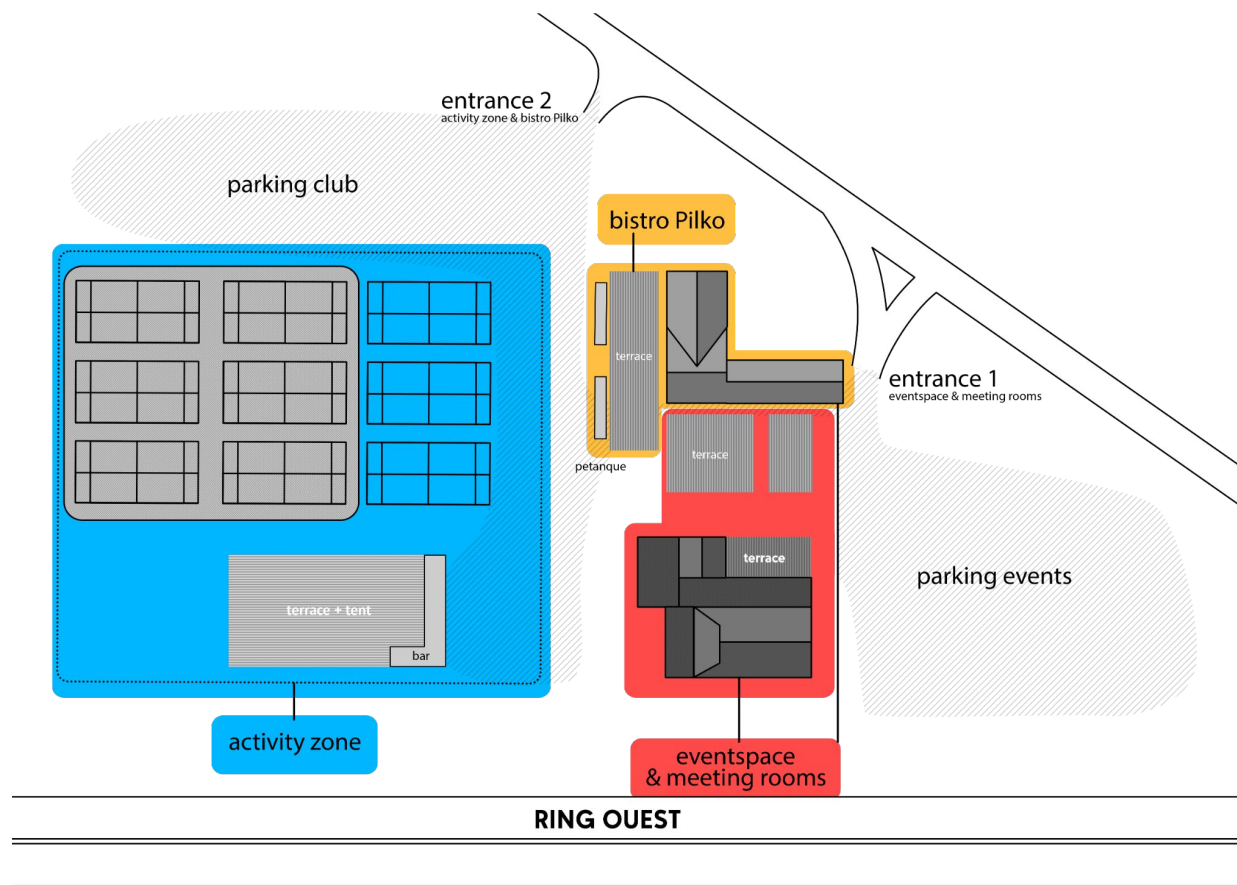 entrance 2
activity zone & bistro Pilko
parking club
bistro Pilko
terrace
entrance 1
eventspace & meeting rooms
petanque
terrace
terrace
parking events
terrace + tent
bar
activity zone
eventspace
& meeting rooms
RING OUEST